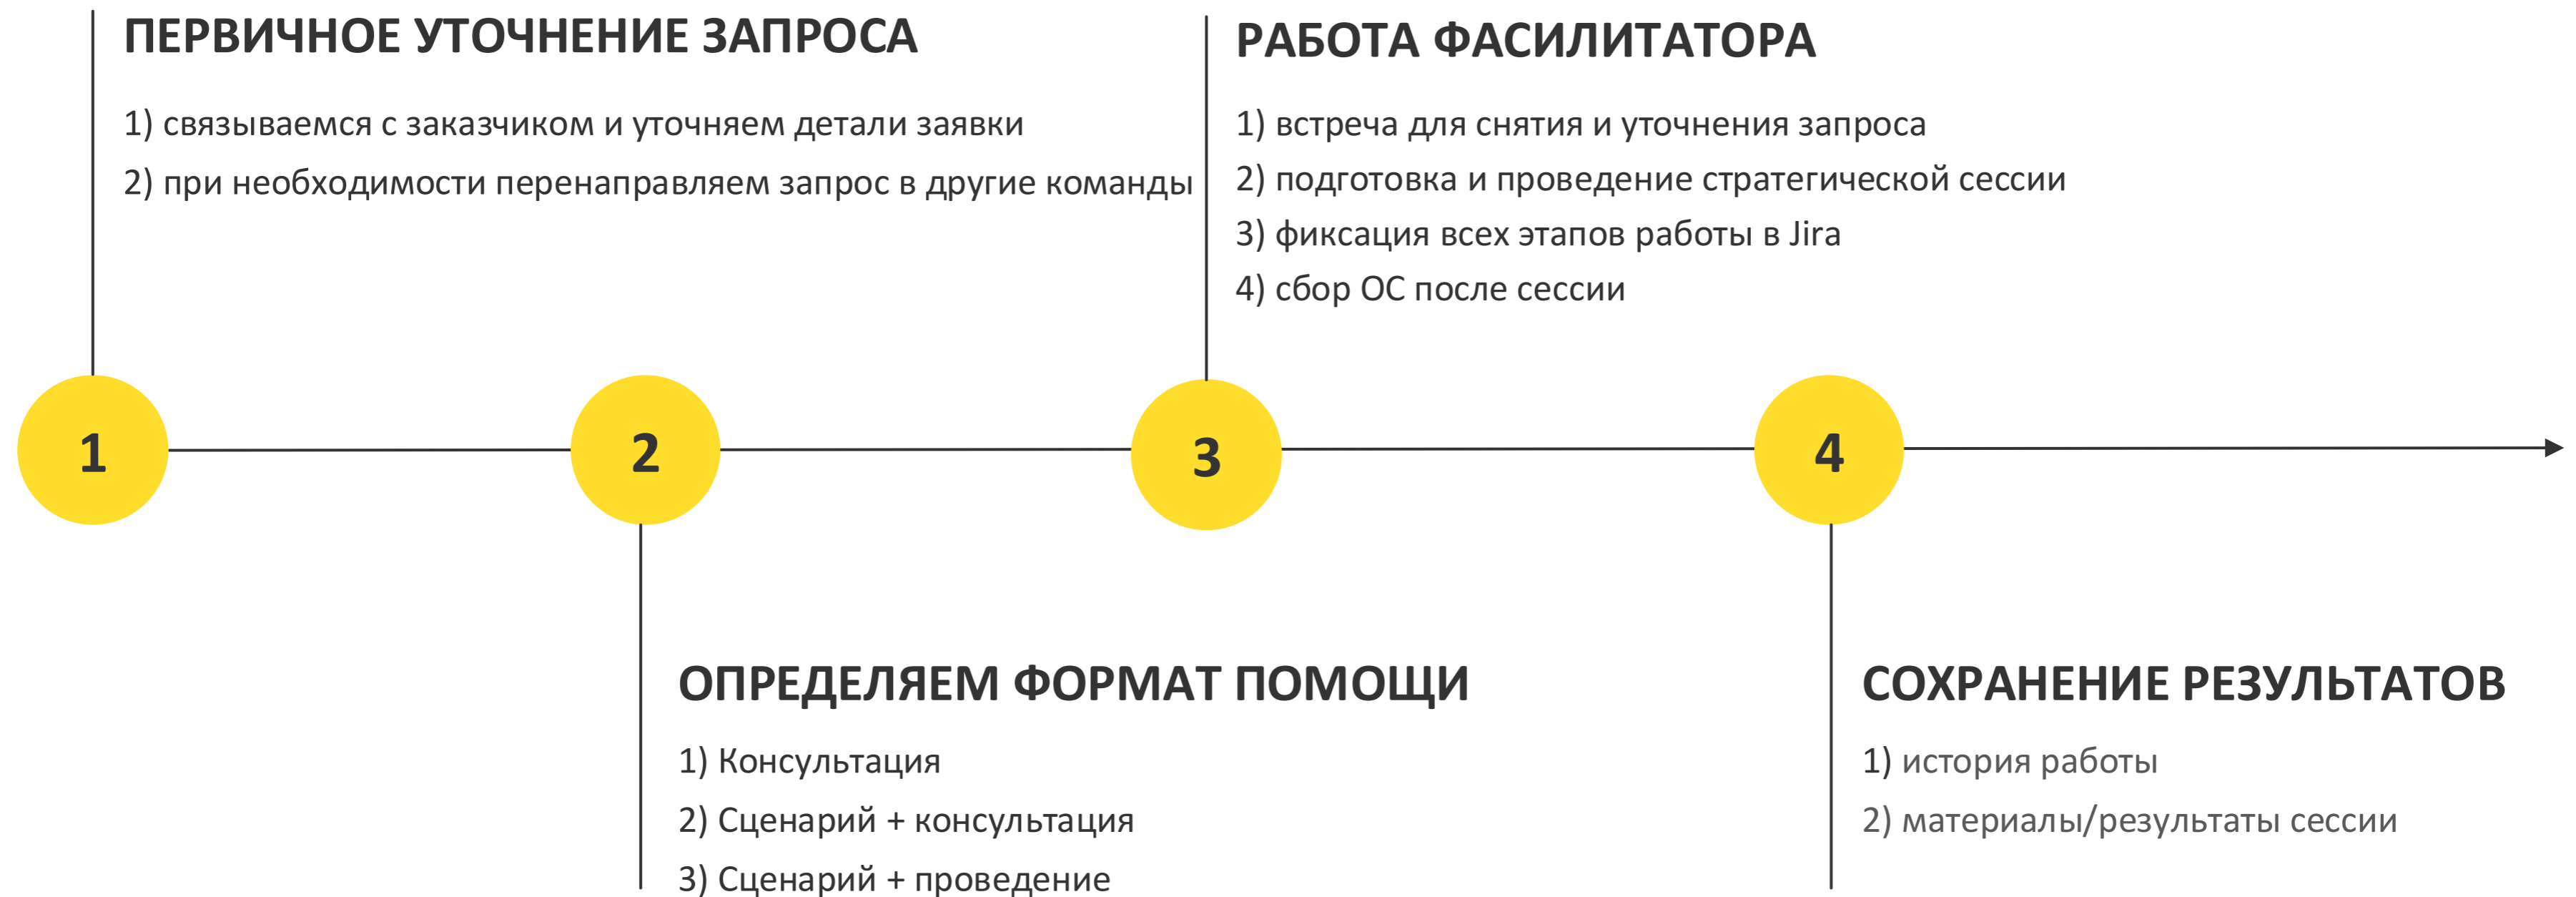 ПЕРВИЧНОЕ УТОЧНЕНИЕ ЗАПРОСА
1) связываемся с заказчиком и уточняем детали заявки
2) при необходимости перенаправляем запрос в другие команды
РАБОТА ФАСИЛИТАТОРА
1) встреча для снятия и уточнения запроса
2) подготовка и проведение стратегической сессии
3) фиксация всех этапов работы в Jira
4) сбор ОС после сессии
1
2
3
4
ОПРЕДЕЛЯЕМ ФОРМАТ ПОМОЩИ
1) Консультация
2) Сценарий + консультация
3) Сценарий + проведение
СОХРАНЕНИЕ РЕЗУЛЬТАТОВ
1) история работы
2) материалы/результаты сессии